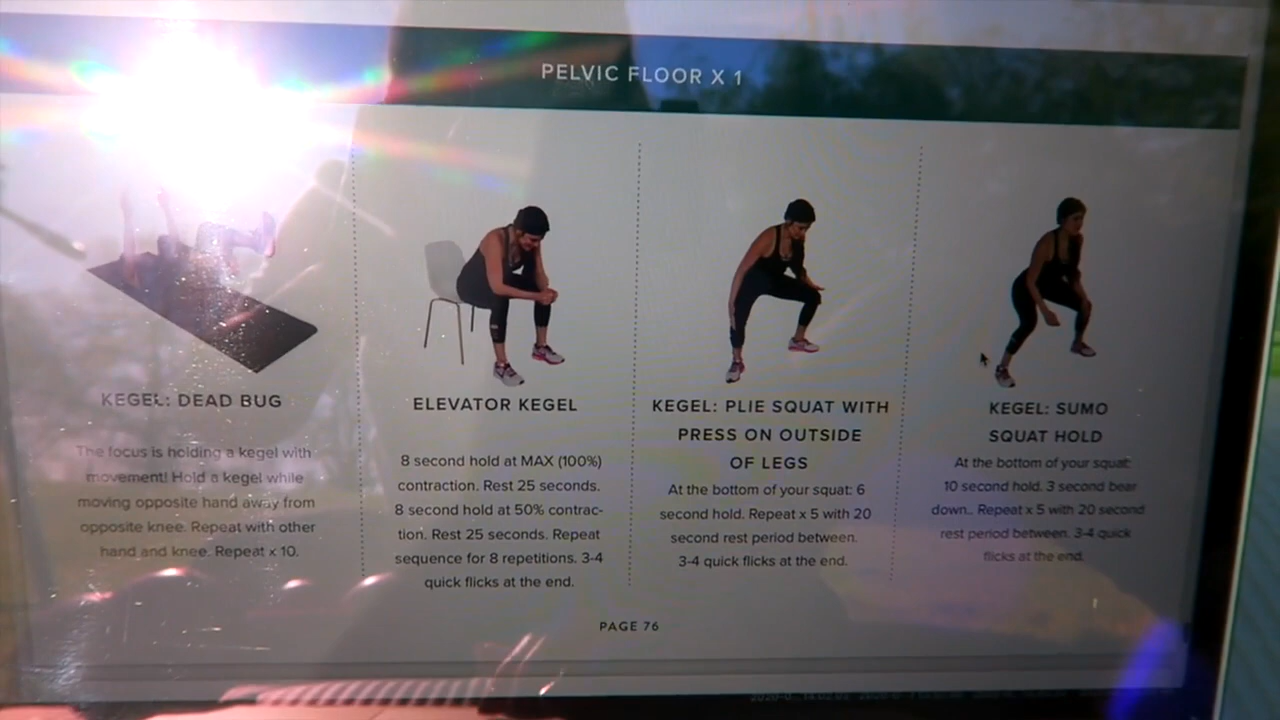 PELVIC FLOOR X 1
KEGEL: DEAD BUG
The focus is holding a kegel with
movement! Hold a kegel while
moving opposite hand away from
opposite knee. Repeat with other
hand and knee. Repeat x 10.
ELEVATOR KEGEL
8 second hold at MAX (100%)
contraction. Rest 25 seconds.
8 second hold at 50% contrac-
tion. Rest 25 seconds. Repeat
sequence for 8 repetitions. 3-4
quick flicks at the end.
KEGEL: PLIE SQUAT WITH
PRESS ON OUTSIDE
OF LEGS
At the bottom of your squat: 6
second hold. Repeat x 5 with 20
second rest period between.
3-4 quick flicks at the end.
KEGEL: SUMO
SQUAT HOLD
At the bottom of your squat:
10 second hold. 3 second bear
down.. Repeat x 5 with 20 second
rest period between. 3-4 quick
flicks at the end.
PAGE 76